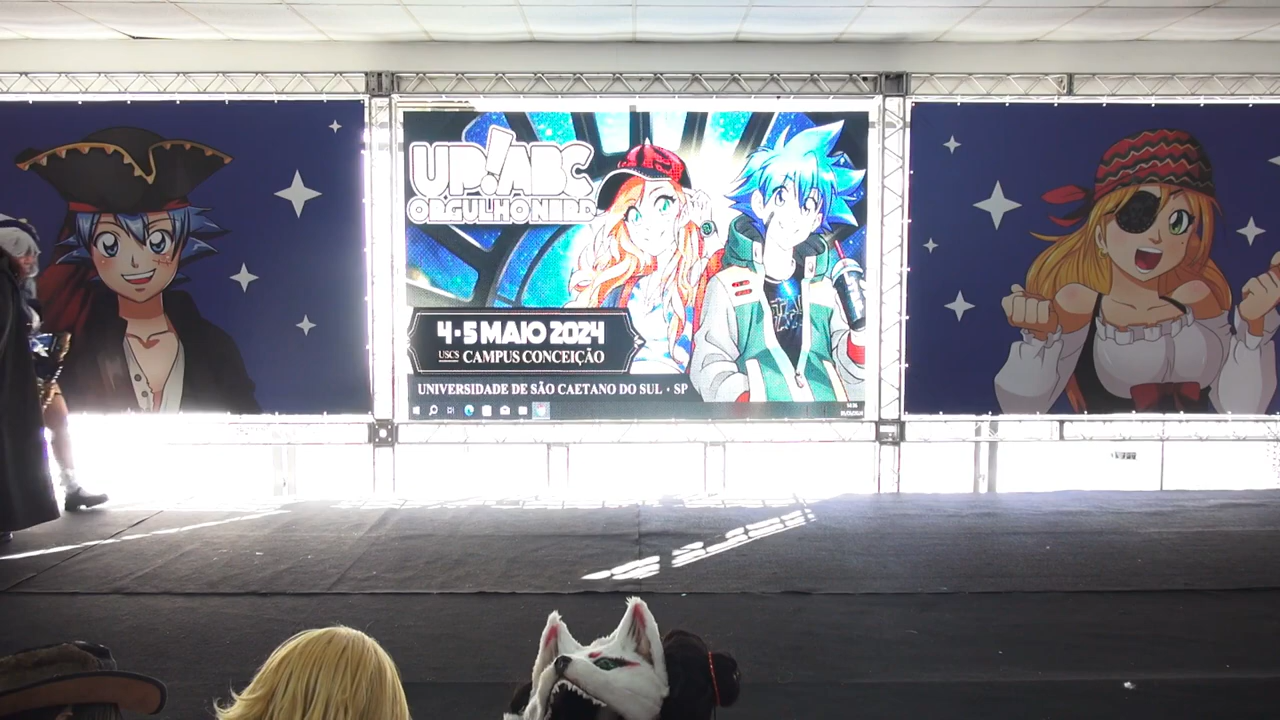 UP!ABC
ORGULHO NERD
4·5 MAIO 2024
USCS CAMPUS CONCEIÇÃO
UNIVERSIDADE DE SÃO CAETANO DO SUL · SP